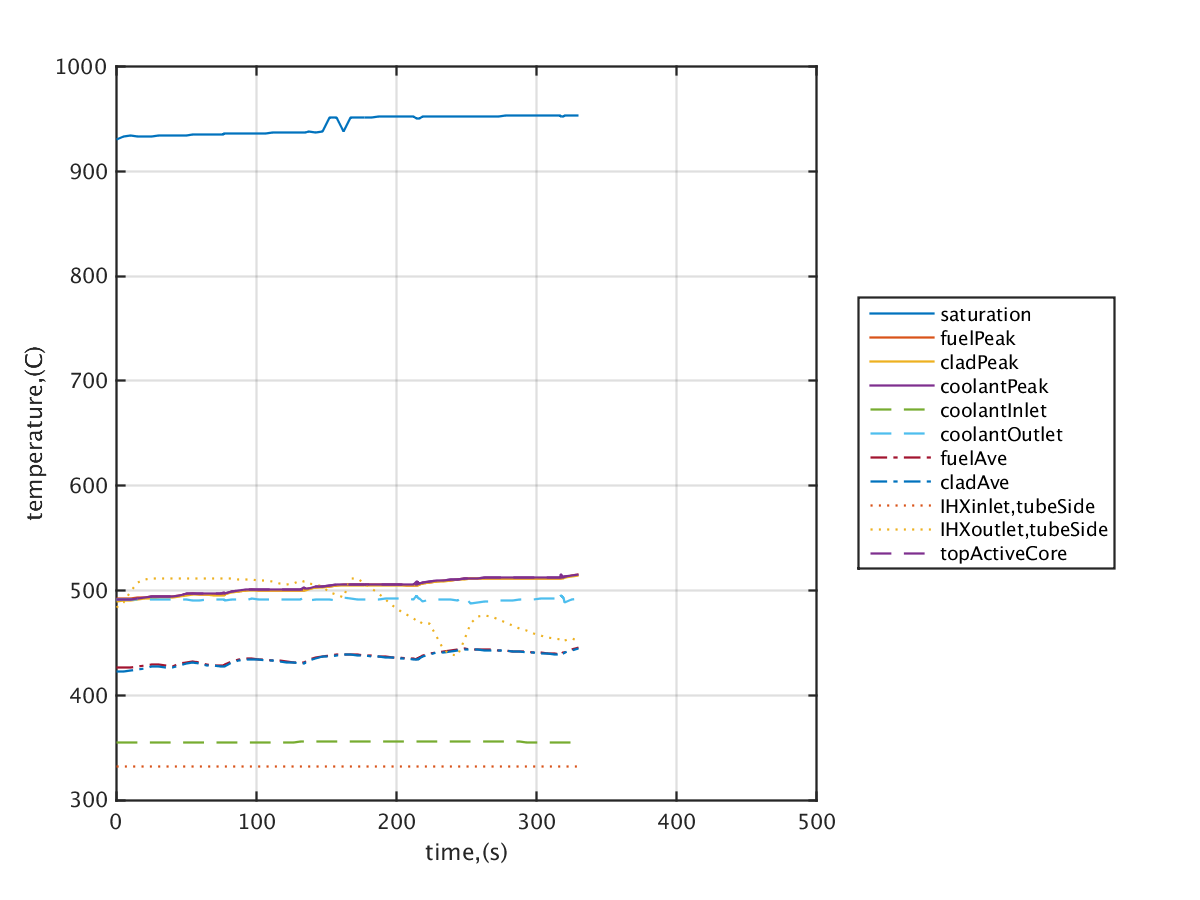 1000
900
800
700
600
500
400
300
temperature,(C)
0 100 200 300 400 500
time,(s)
saturation
fuelPeak
cladPeak
coolantPeak
coolantInlet
coolantOutlet
fuelAve
cladAve
IHXinlet,tubeSide
IHXoutlet,tubeSide
topActiveCore